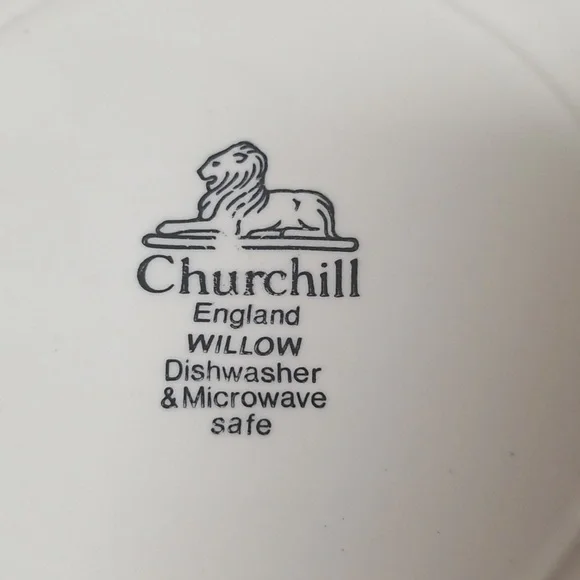 Churchill
England
WILLOW
Dishwasher
&Microwave
safe